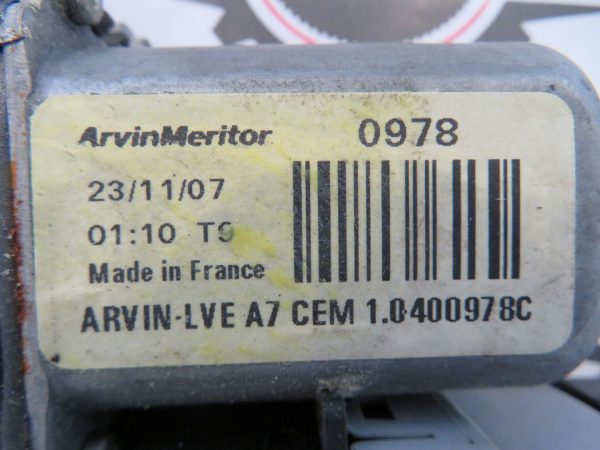 ArvinMeritor 0978
23/11/07
01:10 T9
Made in France
ARVIN-LVE A7 CEM 1.0400978C